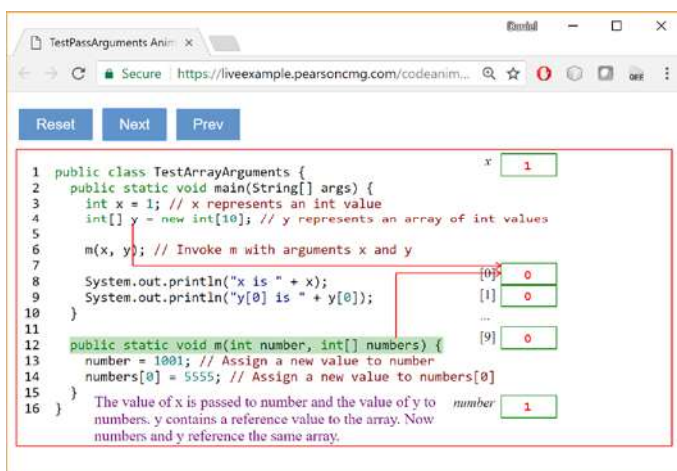 TestPassArguments Anim
Secure | https://liveexample.pearsoncmg.com/codeanim...
OFF
Reset Next Prev
x 1
1 public class TestArrayArguments {
2 public static void main(String[] args) {
3 int x = 1; // x represents an int value
4 int[] y = new int[10]; // y represents an array of int values
5
6 m(x, y); // Invoke m with arguments x and y
7
8 System.out.println("x is " + x);
[0] 0
9 System.out.println("y[0] is " + y[0]);
[1] 0
10 }
...
11
[9] 0
12 public static void m(int number, int[] numbers) {
13 number = 1001; // Assign a new value to number
14 numbers[0] = 5555; // Assign a new value to numbers[0]
15 }
16 }
The value of x is passed to number and the value of y to
numbers. y contains a reference value to the array. Now
numbers and y reference the same array.
number 1